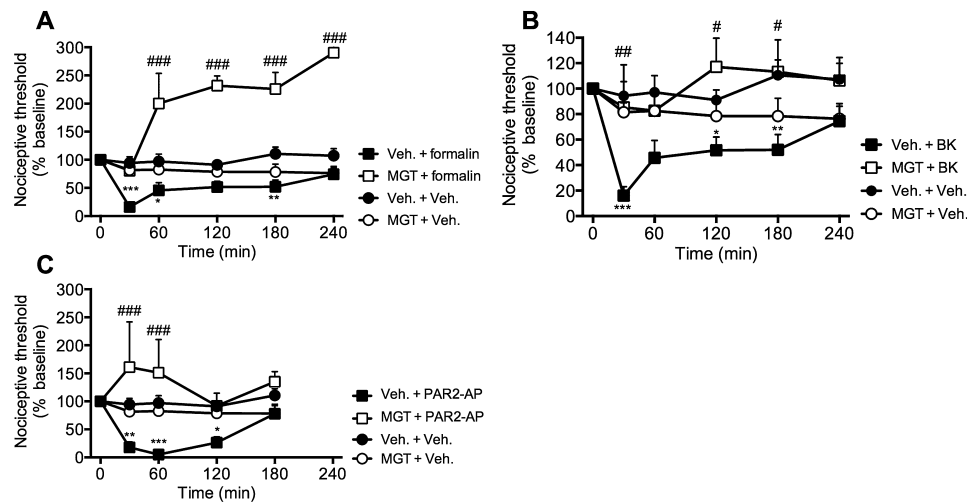 A
Nociceptive threshold
(% baseline)
300
250
200
150
100
50
0
### ### ### ###
***
*
**
0 60 120 180 240
Time (min)
Veh. + formalin
MGT + formalin
Veh. + Veh.
MGT + Veh.
B
Nociceptive threshold
(% baseline)
140
120
100
80
60
40
20
0
## # #
***
*
**
0 60 120 180 240
Time (min)
Veh. + BK
MGT + BK
Veh. + Veh.
MGT + Veh.
C
Nociceptive threshold
(% baseline)
300
250
200
150
100
50
0
### ###
** *** *
0 60 120 180 240
Time (min)
Veh. + PAR2-AP
MGT + PAR2-AP
Veh. + Veh.
MGT + Veh.